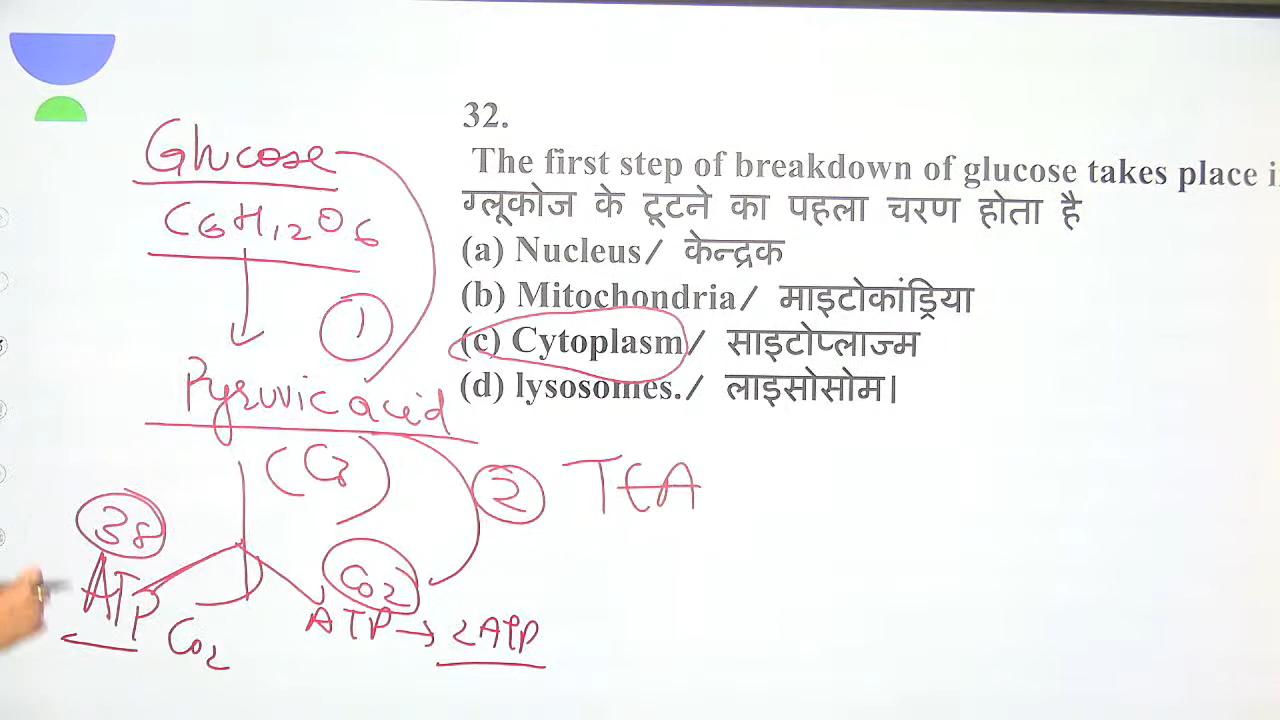 32.
The first step of breakdown of glucose takes place i
ग्लूकोज के टूटने का पहला चरण होता है
(a) Nucleus/ केन्द्रक
(b) Mitochondria/ माइटोकांड्रिया
(c) Cytoplasm/ साइटोप्लाज्म
(d) lysosomes./ लाइसोसोम।
Glucose
C6H12O6
1
Pyruvic acid
2
TCA
38
ATP
CO2
CO2
ATP → 2ATP